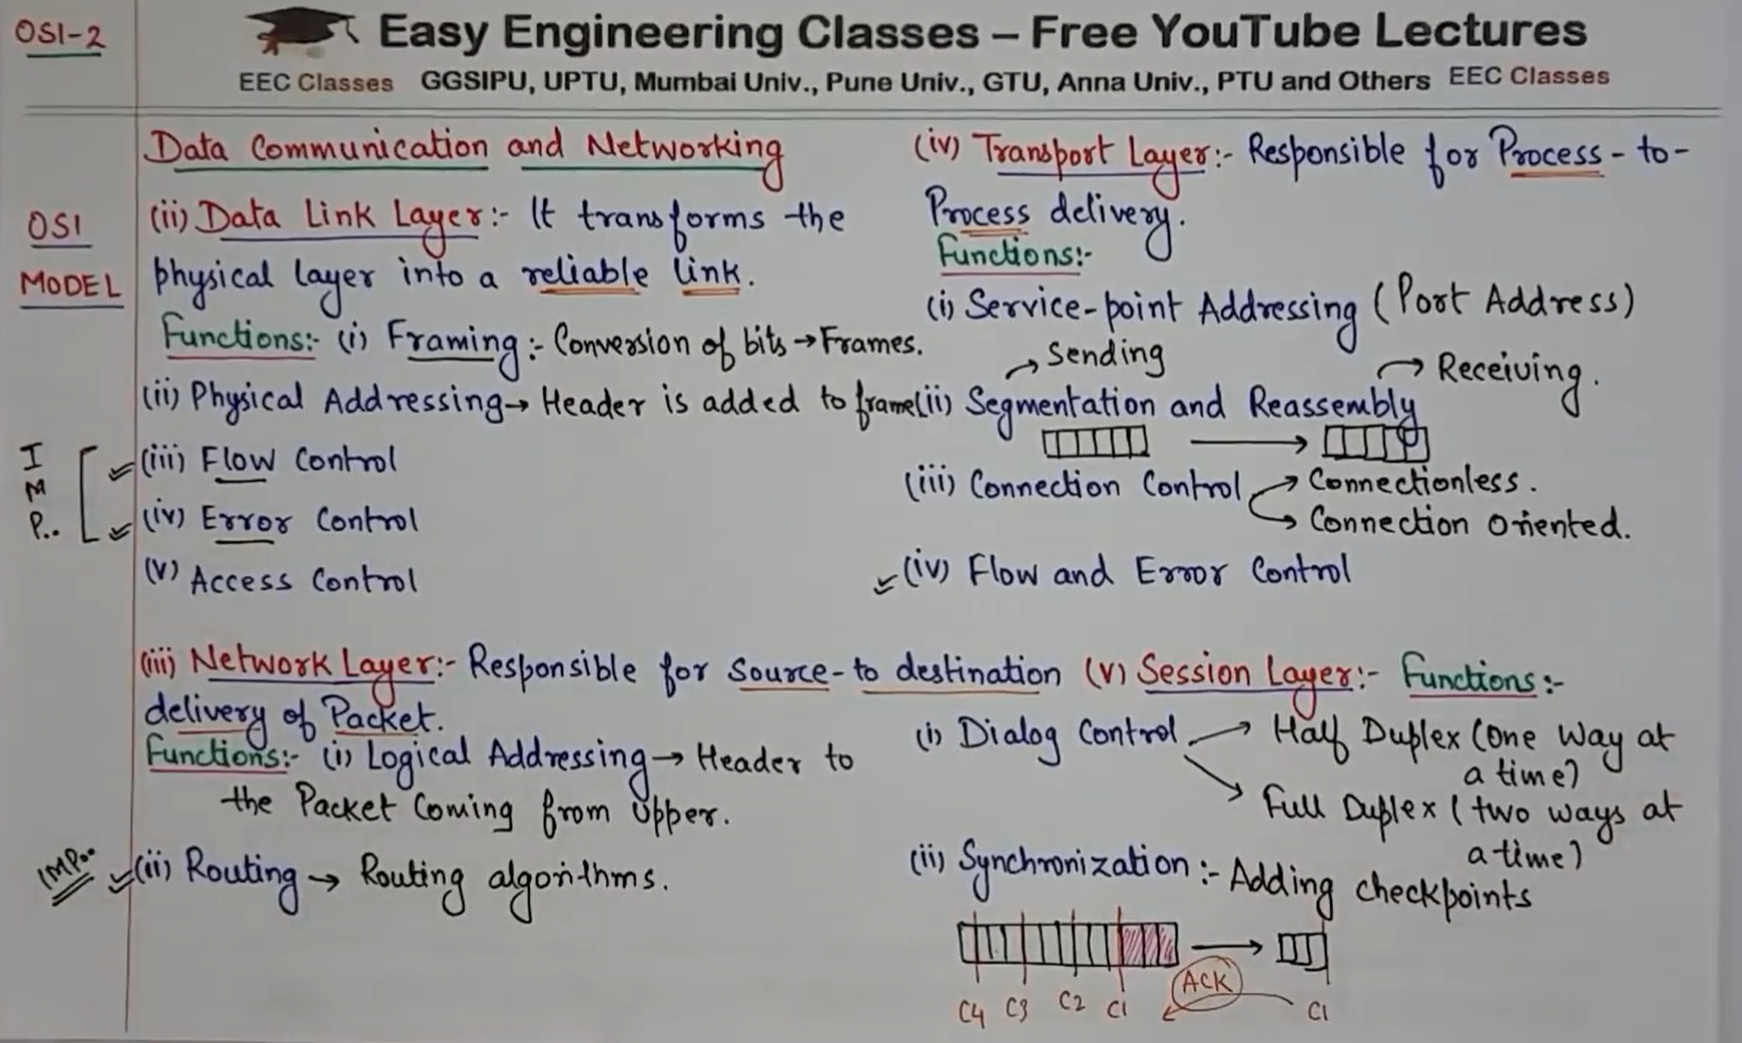 OSI-2
Easy Engineering Classes – Free YouTube Lectures
EEC Classes GGSIPU, UPTU, Mumbai Univ., Pune Univ., GTU, Anna Univ., PTU and Others EEC Classes
OSI
MODEL
Data Communication and Networking
(ii) Data Link Layer:- It transforms the
physical layer into a reliable link.
Functions:- (i) Framing:- Conversion of bits → Frames.
(ii) Physical Addressing → Header is added to frame
IMP..
(iii) Flow Control
(iv) Error Control
(v) Access Control
(iii) Network Layer:- Responsible for Source-to destination
delivery of Packet.
Functions:- (i) Logical Addressing → Header to
the Packet Coming from Upper.
IMP..
(ii) Routing → Routing algorithms.
(iv) Transport Layer:- Responsible for Process-to-
Process delivery.
Functions:-
(i) Service-point Addressing (Port Address)
→ Sending
→ Receiving.
(ii) Segmentation and Reassembly
(iii) Connection Control → Connectionless.
→ Connection Oriented.
(iv) Flow and Error Control
(v) Session Layer:- Functions:-
(i) Dialog Control → Half Duplex (One Way at
a time)
→ Full Duplex (two ways at
a time)
(ii) Synchronization:- Adding checkpoints
ACK
C4 C3 C2 C1 C1